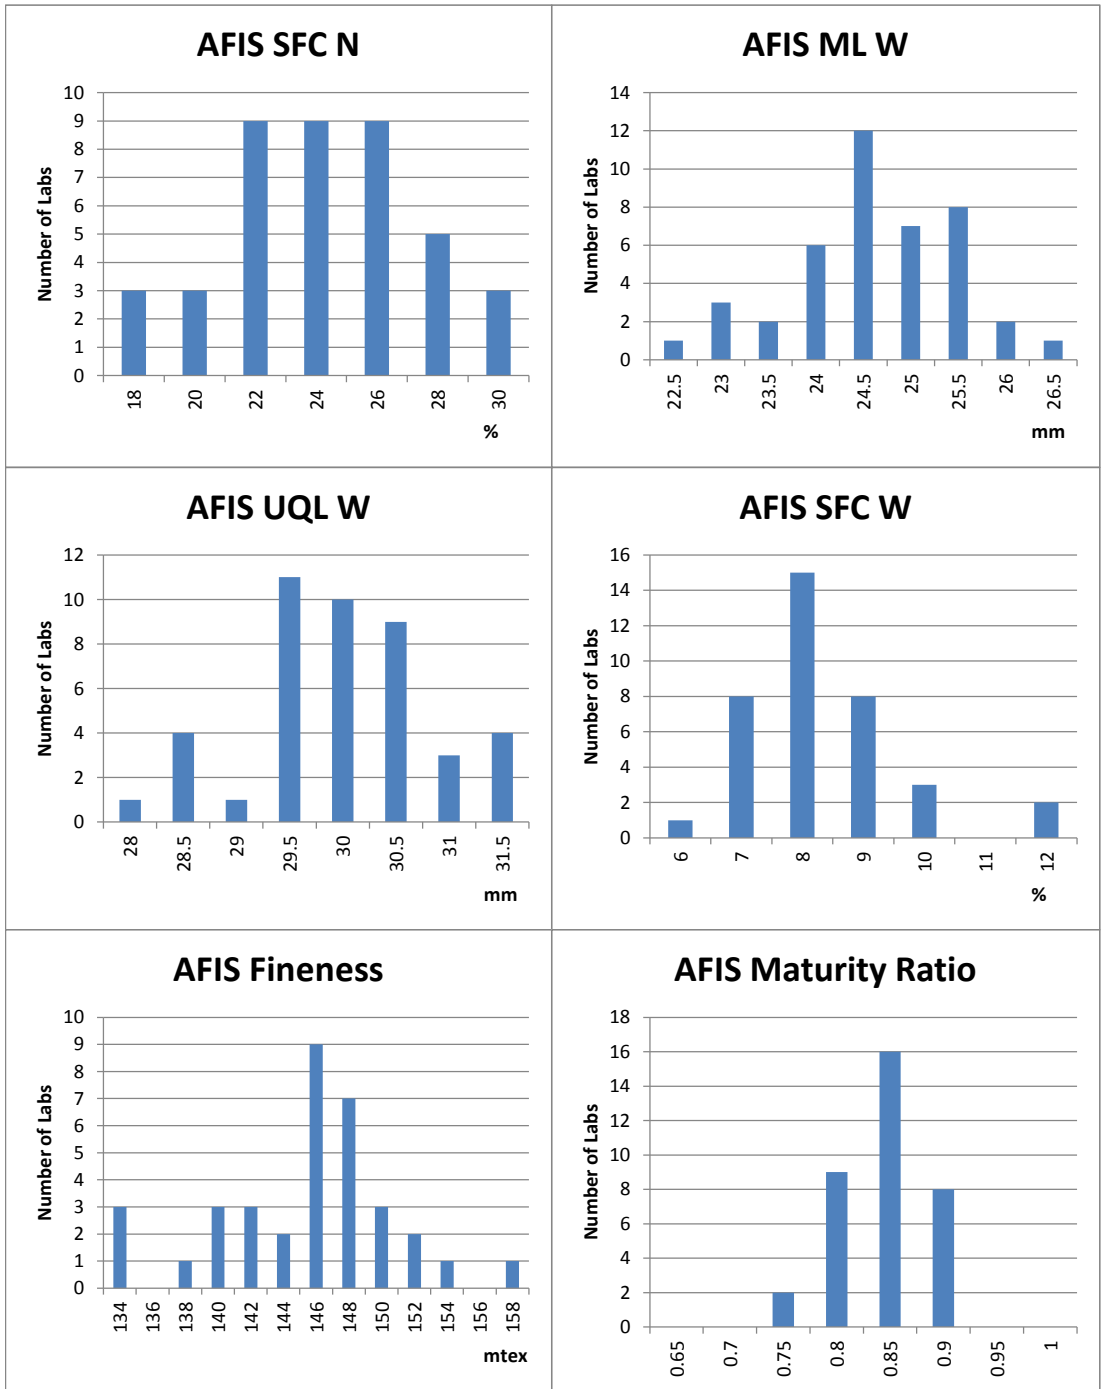 AFIS SFC N
Number of Labs
10
9
8
7
6
5
4
3
2
1
0
18 20 22 24 26 28 30
%
AFIS ML W
Number of Labs
14
12
10
8
6
4
2
0
22.5 23 23.5 24 24.5 25 25.5 26 26.5
mm
AFIS UQL W
Number of Labs
12
10
8
6
4
2
0
28 28.5 29 29.5 30 30.5 31 31.5
mm
AFIS SFC W
Number of Labs
16
14
12
10
8
6
4
2
0
6 7 8 9 10 11 12
%
AFIS Fineness
Number of Labs
10
9
8
7
6
5
4
3
2
1
0
134 136 138 140 142 144 146 148 150 152 154 156 158
mtex
AFIS Maturity Ratio
Number of Labs
18
16
14
12
10
8
6
4
2
0
0.65 0.7 0.75 0.8 0.85 0.9 0.95 1